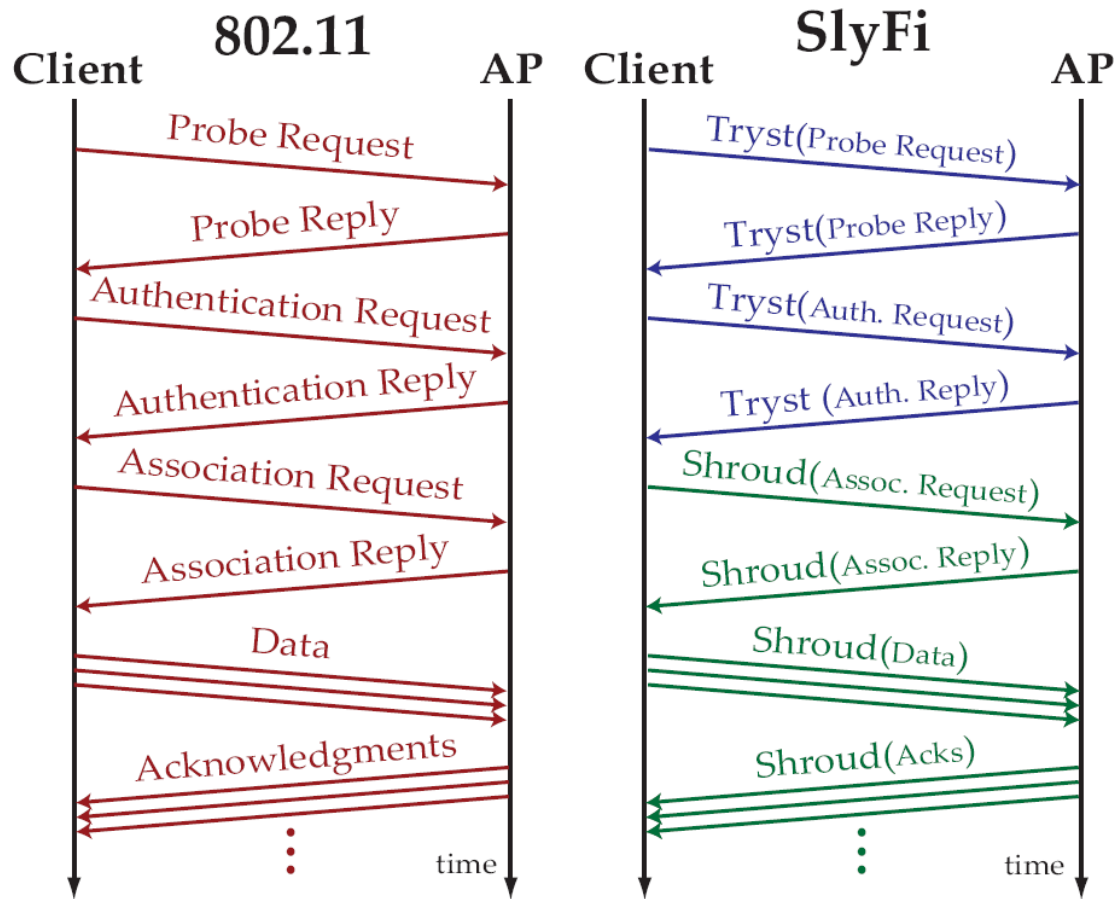 802.11
Client AP
Probe Request
Probe Reply
Authentication Request
Authentication Reply
Association Request
Association Reply
Data
Acknowledgments
time
SlyFi
Client AP
Tryst(Probe Request)
Tryst(Probe Reply)
Tryst(Auth. Request)
Tryst (Auth. Reply)
Shroud(Assoc. Request)
Shroud(Assoc. Reply)
Shroud(Data)
Shroud(Acks)
time